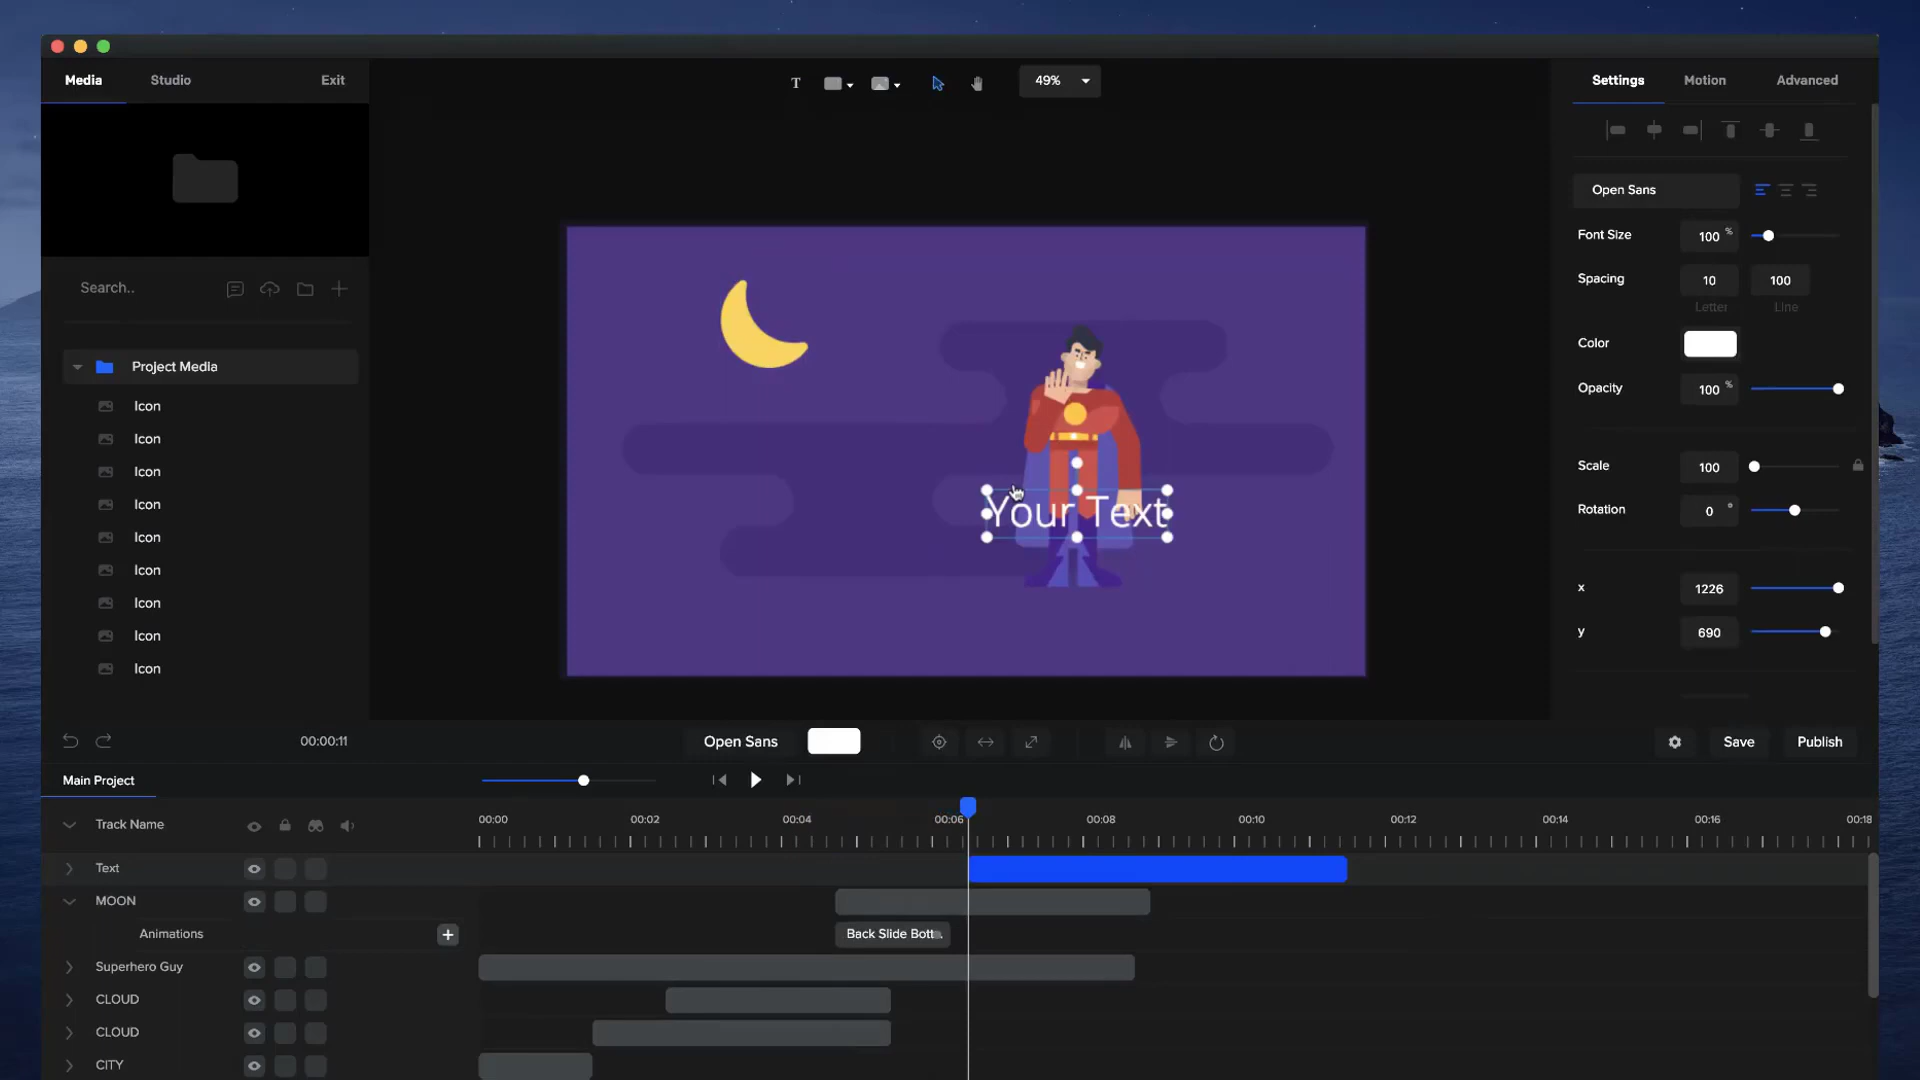 Media Studio Exit
49%
Settings Motion Advanced
Search..
Project Media
Icon
Icon
Icon
Icon
Icon
Icon
Icon
Icon
Icon
Your Text
Open Sans
Font Size 100 %
Spacing 10 100
Letter Line
Color
Opacity 100 %
Scale 100
Rotation 0 °
x 1226
y 690
00:00:11
Open Sans
Save Publish
Main Project
Track Name
00:00 00:02 00:04 00:06 00:08 00:10 00:12 00:14 00:16 00:18
Text
MOON
Animations
Back Slide Bott..
Superhero Guy
CLOUD
CLOUD
CITY